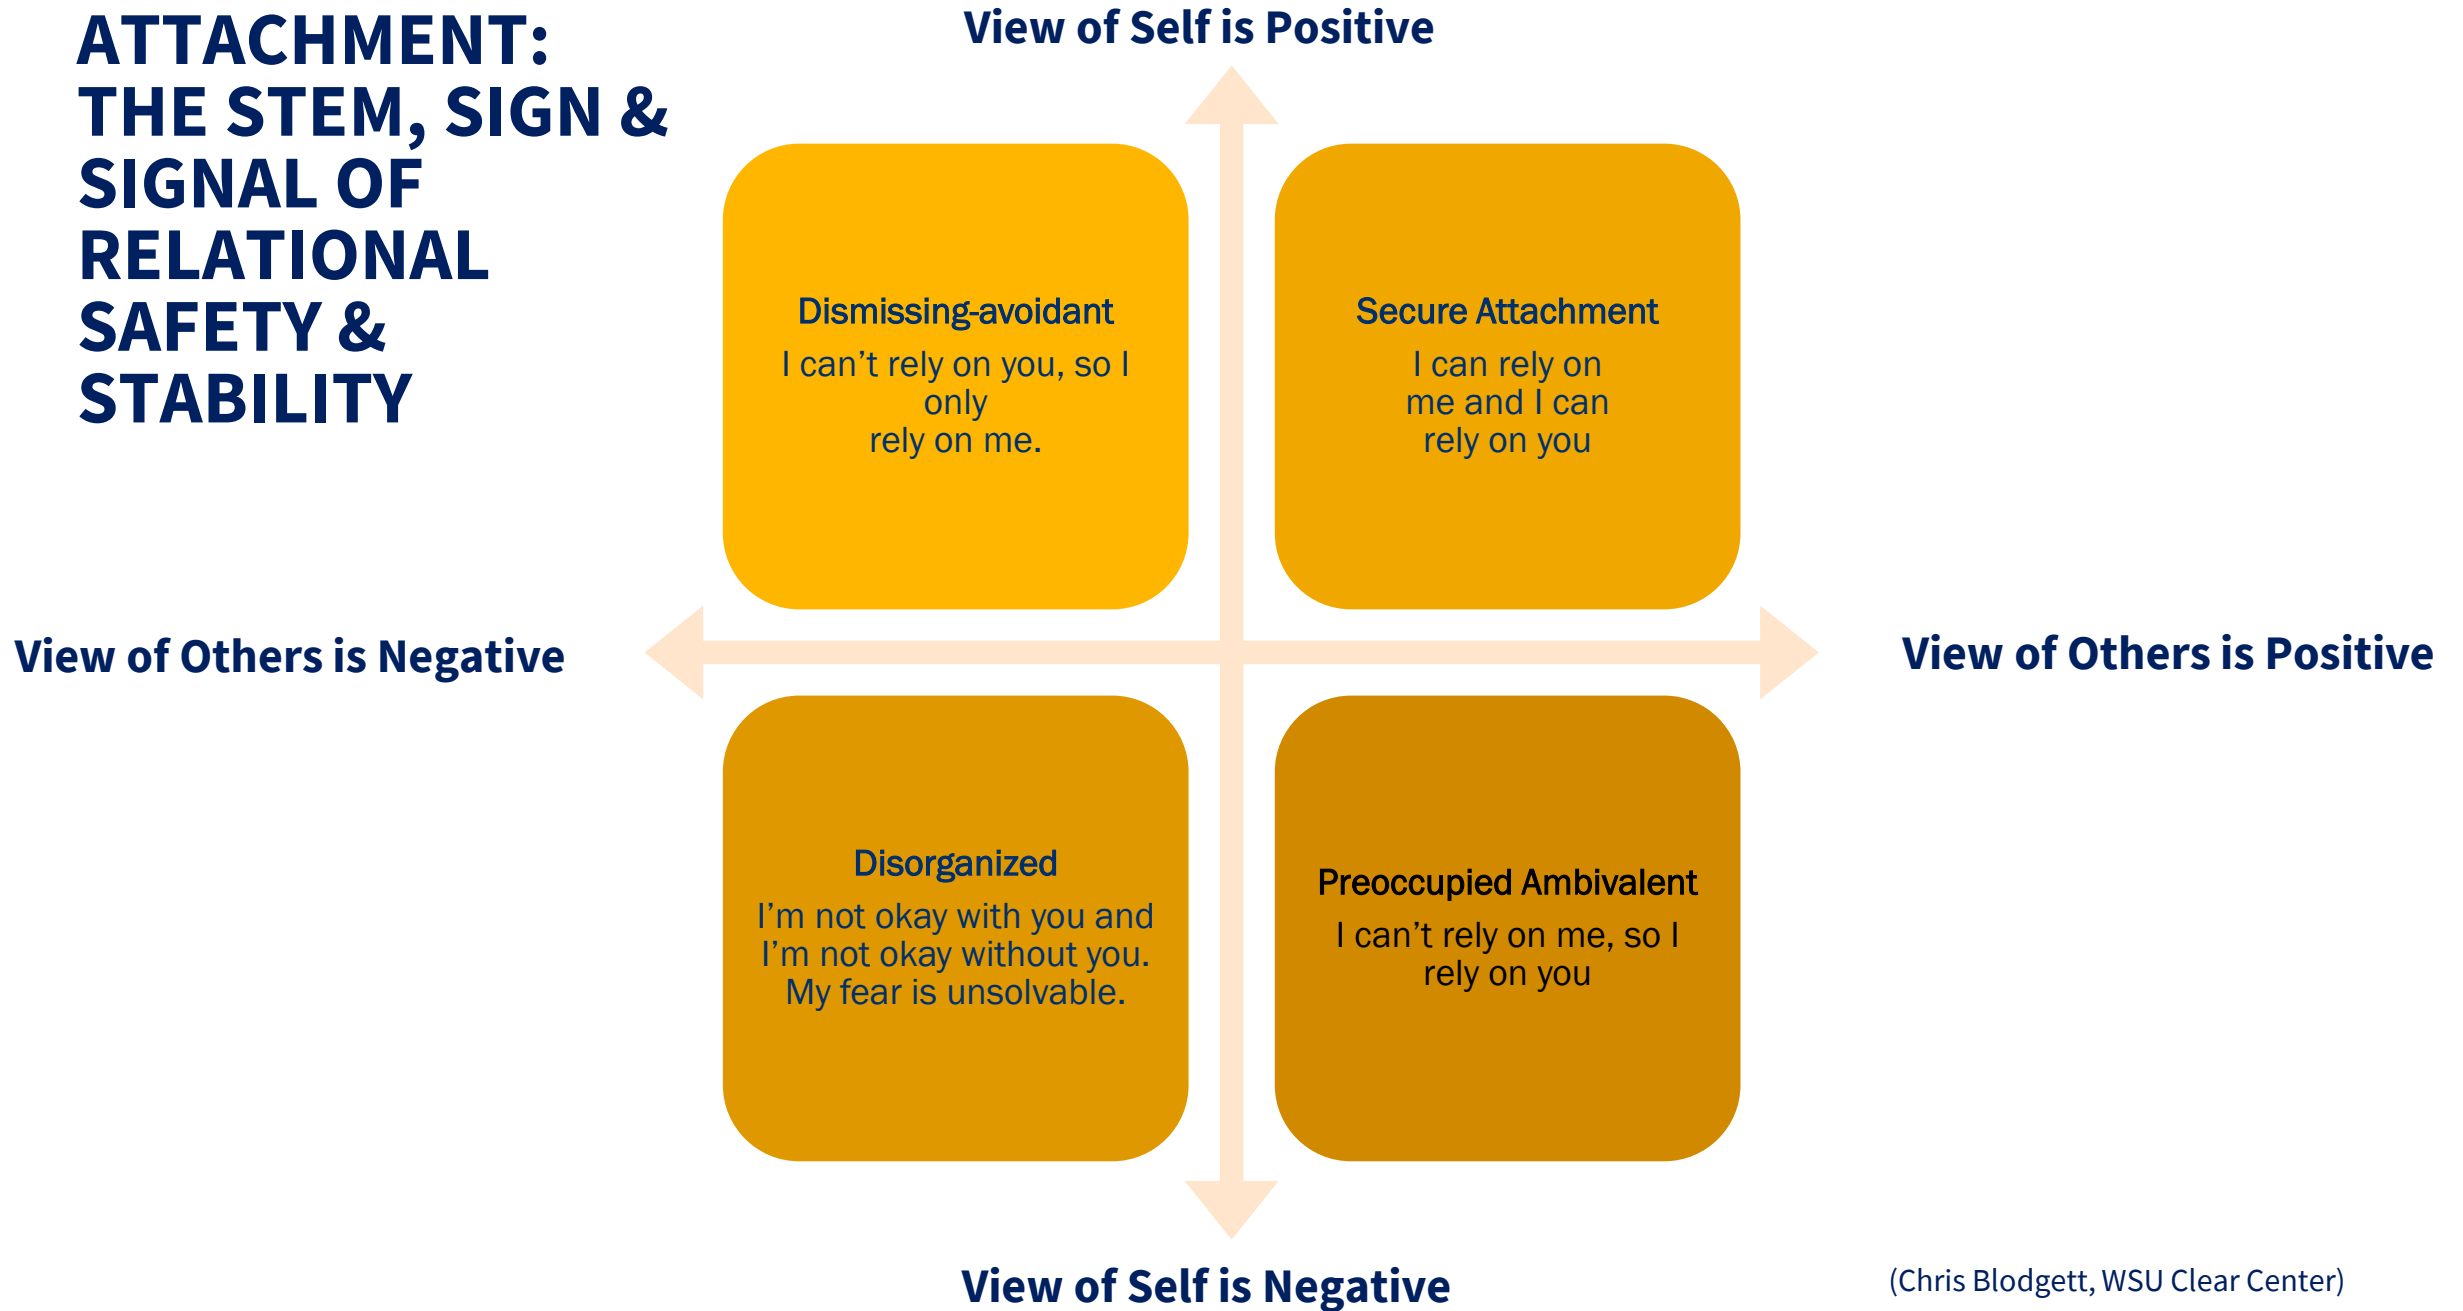 ATTACHMENT:
THE STEM, SIGN &
SIGNAL OF
RELATIONAL
SAFETY &
STABILITY
View of Self is Positive
Dismissing-avoidant
I can’t rely on you, so I
only
rely on me.
Secure Attachment
I can rely on
me and I can
rely on you
View of Others is Negative
View of Others is Positive
Disorganized
I’m not okay with you and
I’m not okay without you.
My fear is unsolvable.
Preoccupied Ambivalent
I can’t rely on me, so I
rely on you
View of Self is Negative
(Chris Blodgett, WSU Clear Center)